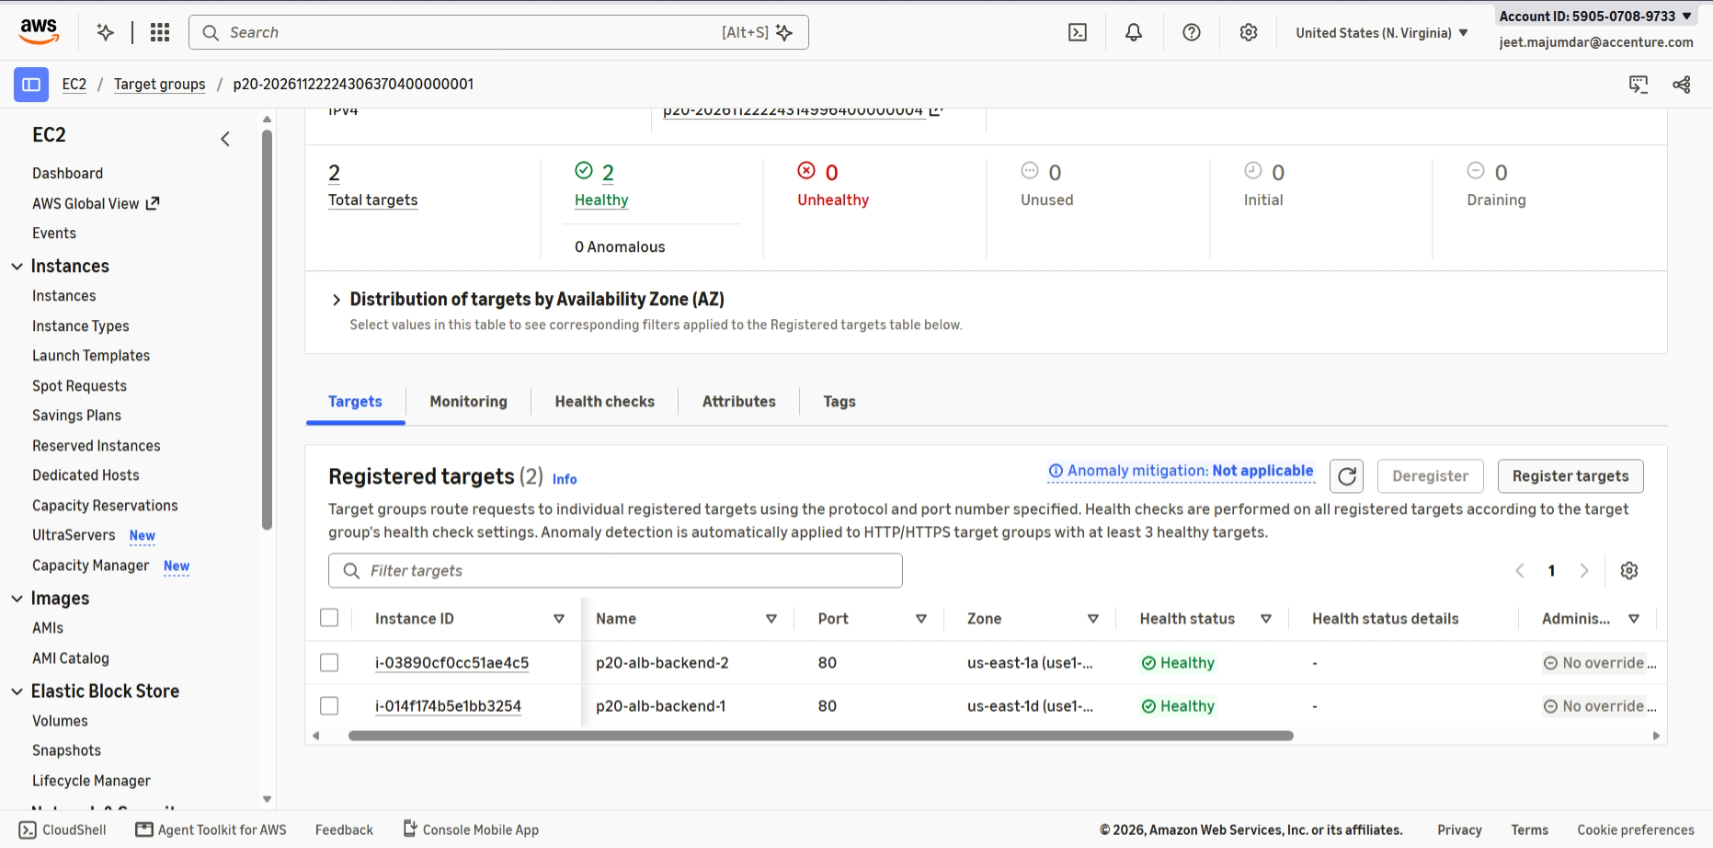 aws
Search
[Alt+S]
United States (N. Virginia)
Account ID: 5905-0708-9733
jeet.majumdar@accenture.com
EC2 / Target groups / p20-20261122224306370400000001
EC2
Dashboard
AWS Global View
Events
Instances
Instances
Instance Types
Launch Templates
Spot Requests
Savings Plans
Reserved Instances
Dedicated Hosts
Capacity Reservations
UltraServers New
Capacity Manager New
Images
AMIs
AMI Catalog
Elastic Block Store
Volumes
Snapshots
Lifecycle Manager
IPv4
p20-20261122224314996400000004
2
Total targets
2
Healthy
0 Anomalous
0
Unhealthy
0
Unused
0
Initial
0
Draining
Distribution of targets by Availability Zone (AZ)
Select values in this table to see corresponding filters applied to the Registered targets table below.
Targets Monitoring Health checks Attributes Tags
Registered targets (2) Info
Anomaly mitigation: Not applicable
Deregister
Register targets
Target groups route requests to individual registered targets using the protocol and port number specified. Health checks are performed on all registered targets according to the target
group's health check settings. Anomaly detection is automatically applied to HTTP/HTTPS target groups with at least 3 healthy targets.
Filter targets
1
Instance ID Name Port Zone Health status Health status details Adminis...
i-03890cf0cc51ae4c5 p20-alb-backend-2 80 us-east-1a (use1-... Healthy - No override...
i-014f174b5e1bb3254 p20-alb-backend-1 80 us-east-1d (use1-... Healthy - No override...
CloudShell Agent Toolkit for AWS Feedback Console Mobile App
© 2026, Amazon Web Services, Inc. or its affiliates. Privacy Terms Cookie preferences